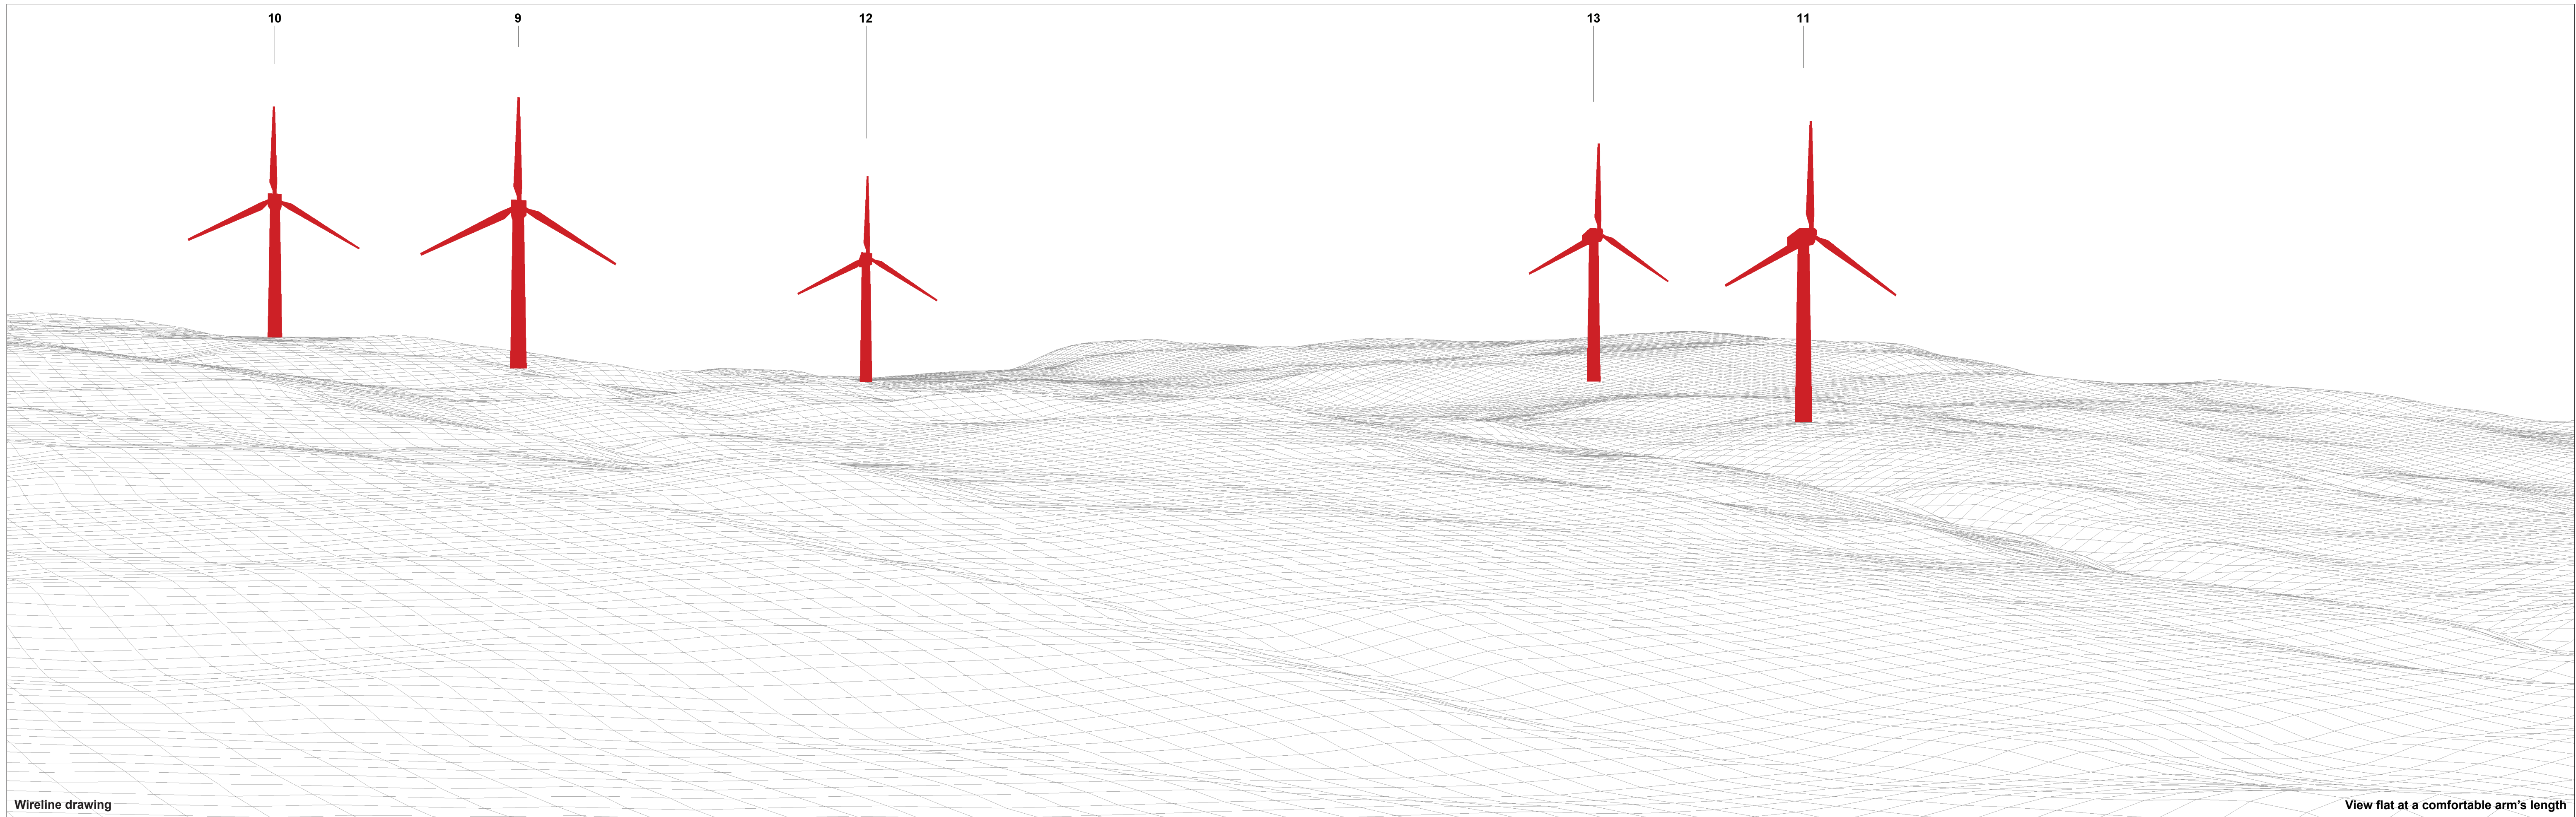 10 9 12 13 11
Wireline drawing
View flat at a comfortable arm's length